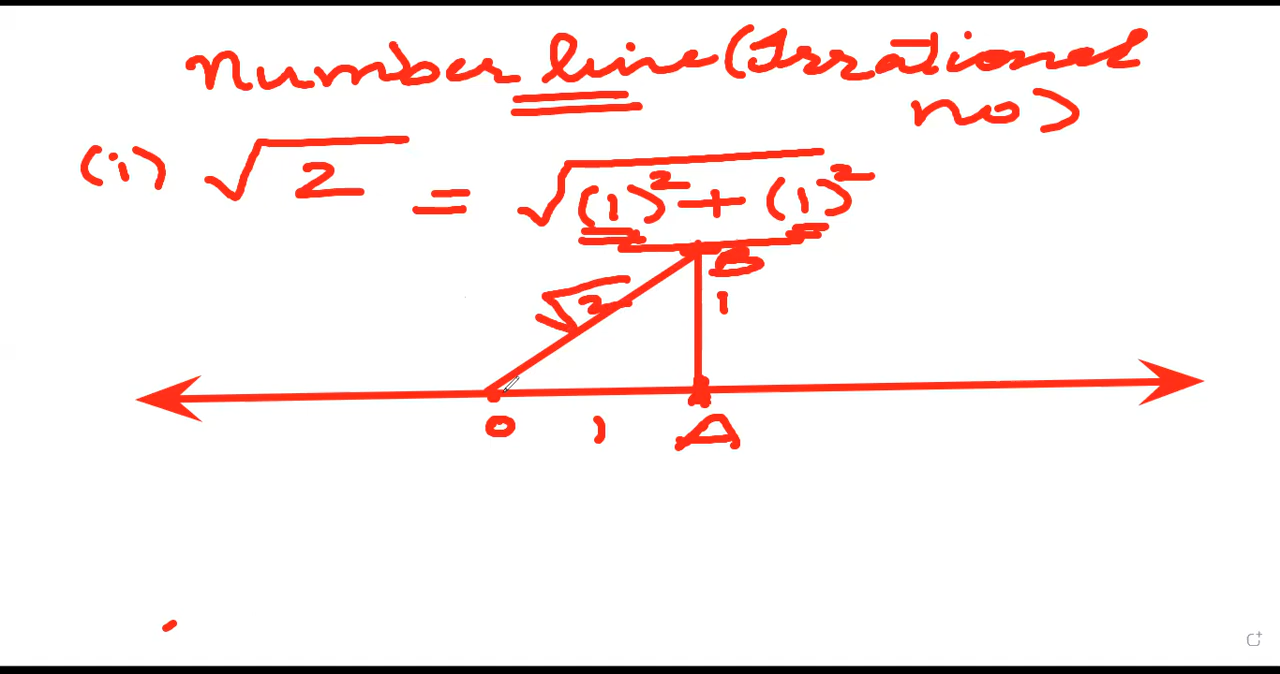 Number line (Irrational
no)
(i) √2 = √(1)²+(1)²
B
√2 1
0 1 A